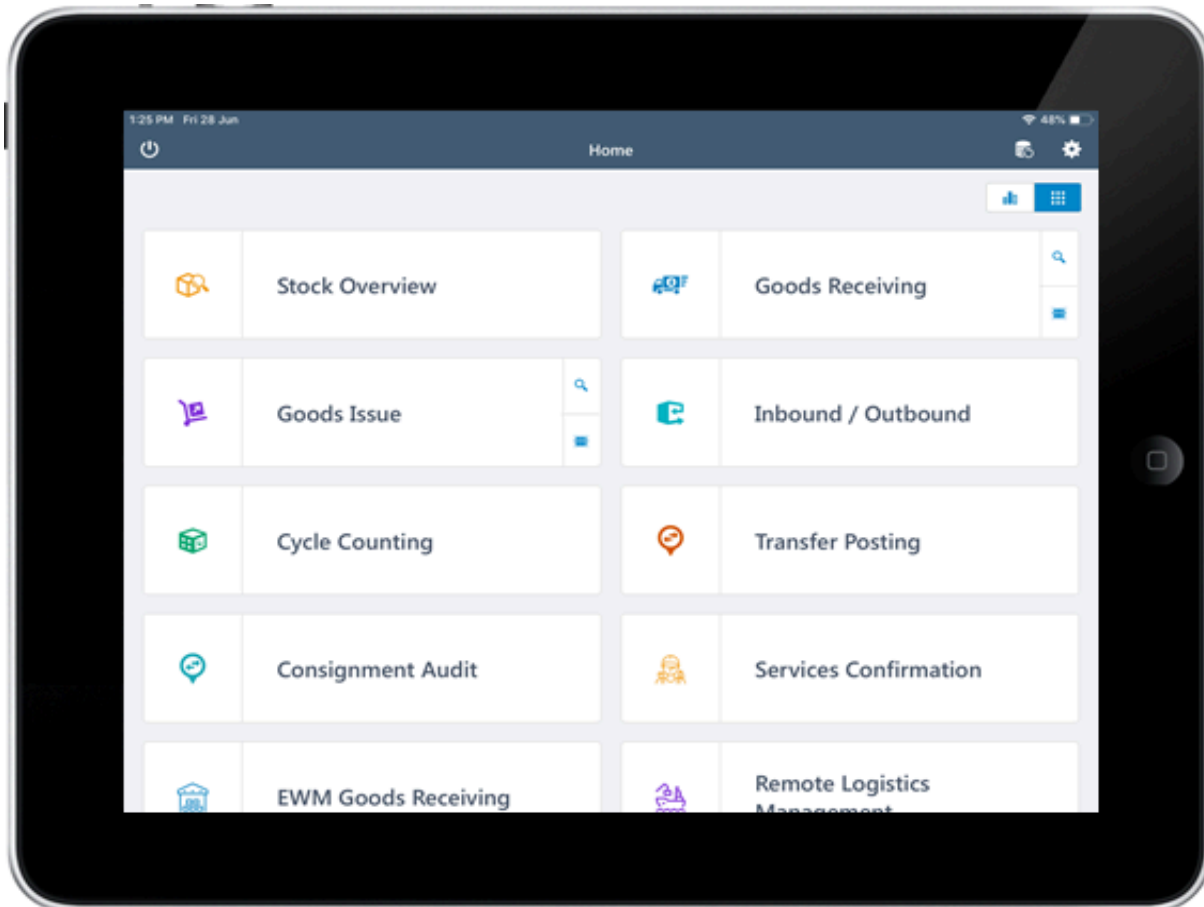 1:25 PM Fri 28 Jun
48%
Home
Stock Overview
Goods Receiving
Goods Issue
Inbound / Outbound
Cycle Counting
Transfer Posting
Consignment Audit
Services Confirmation
EWM Goods Receiving
Remote Logistics
Management